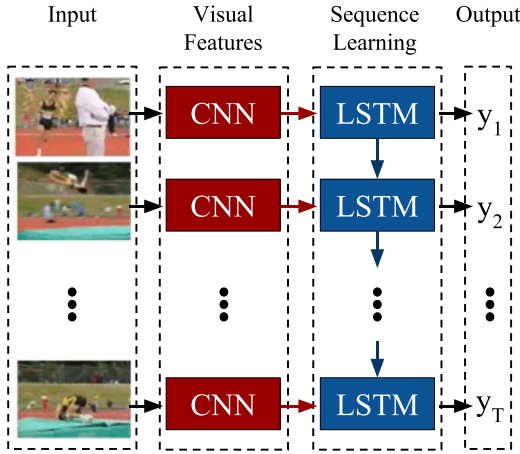 Input
Visual
Features
Sequence
Learning
Output
CNN
LSTM
y1
CNN
LSTM
y2
CNN
LSTM
yT